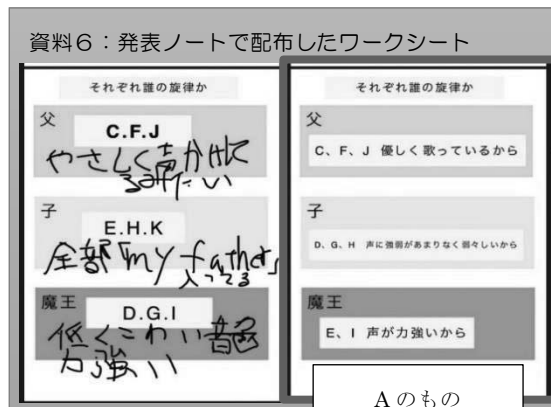 資料6：発表ノートで配布したワークシート
それぞれ誰の旋律か
父
C.F.J
やさしく声かけて
るみたい
子
E.H.K
全部「my father」
入ってる
魔王
D.G.I
低くこわい音色
力強い
それぞれ誰の旋律か
父
C、F、J 優しく歌っているから
子
D、G、H 声に強弱があまりなく弱々しいから
魔王
E、I 声が力強いから
Aのもの